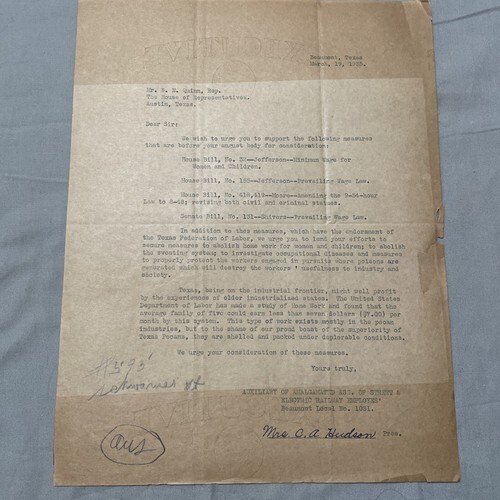 Beaumont, Texas
March, 19, 1935.
Mr. B. E. Quinn, Rep.
The House of Representatives.
Austin, Texas.
Dear Sir:
We wish to urge you to support the following measures
that are before your august body for consideration:
House Bill, No. 32--Jefferson--Minimum Wage for
Women and Children.
House Bill, No. 136--Jefferson--Prevailing Wage Law.
House Bill, No. 418,419--Moore--Amending the 9-54-hour
Law to 8-48; revising both civil and criminal statues.
Senate Bill, No. 131--Shivers--Prevailing Wage Law.
In addition to these measures, which have the endorsment of
the Texas Federation of Labor, we urge you to lend your efforts to
secure measures to abolish home work for women and children; to abolish
the sweating system; to investigate occupational diseases and measures
to properly protect the workers engaged in pursuits where poisons are
generated which will destroy the workers' usefulness to industry and
society.
Texas, being an industrial frontier, might well profit
by the experiences of older industrialized states. The United States
Department of Labor has made a study of Home Work and found that the
average family of five could earn less than seven dollars ($7.00) per
month by this system. This type of work exists mostly in the pecan
industries, But to the shame of our proud boast of the superiority of
Texas Pecans, they are shelled and packed under deplorable conditions.
We urge your consideration of these measures.
Yours truly,
AUXILIARY OF AMALGAMATED ASS. OF STREET &
ELECTRIC RAILWAY EMPLOYES'
Beaumont Local No. 1031.
Mrs. C. A. Hudson Pres.